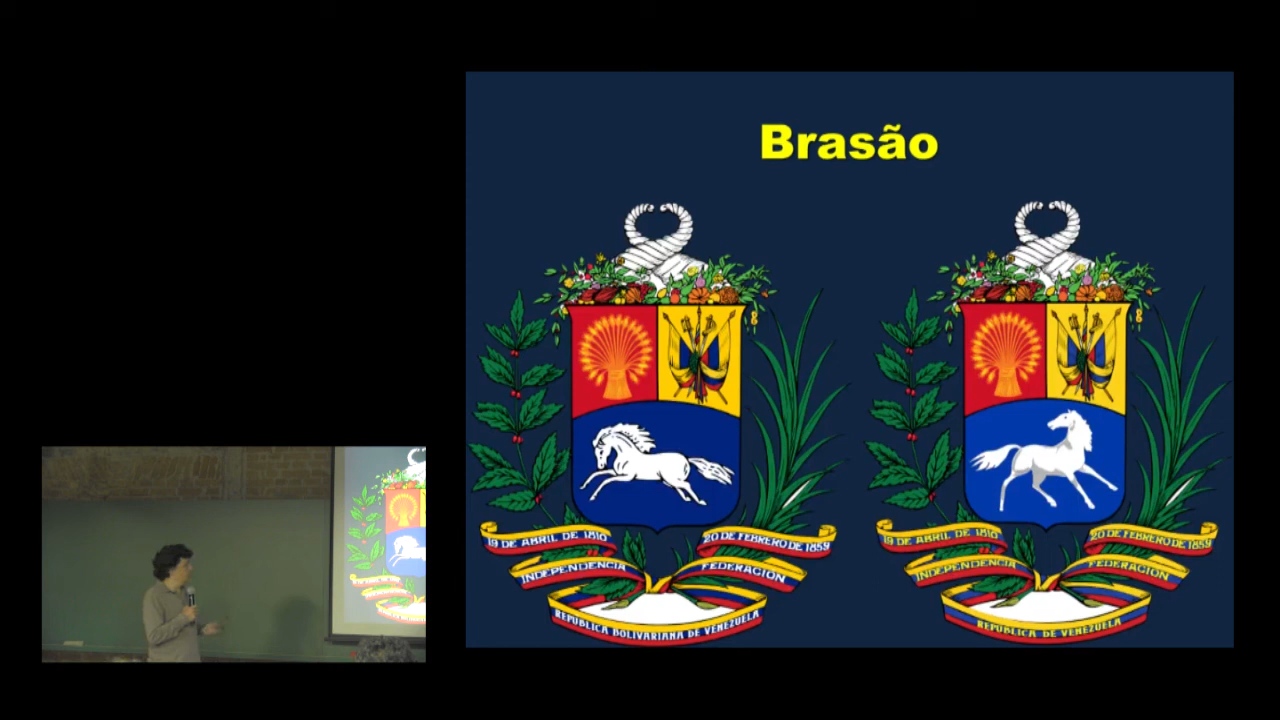 Brasão
19 DE ABRIL DE 1810
20 DE FEBRERO DE 1859
INDEPENDENCIA
FEDERACION
REPUBLICA BOLIVARIANA DE VENEZUELA
19 DE ABRIL DE 1810
20 DE FEBRERO DE 1859
INDEPENDENCIA
FEDERACION
REPUBLICA DE VENEZUELA